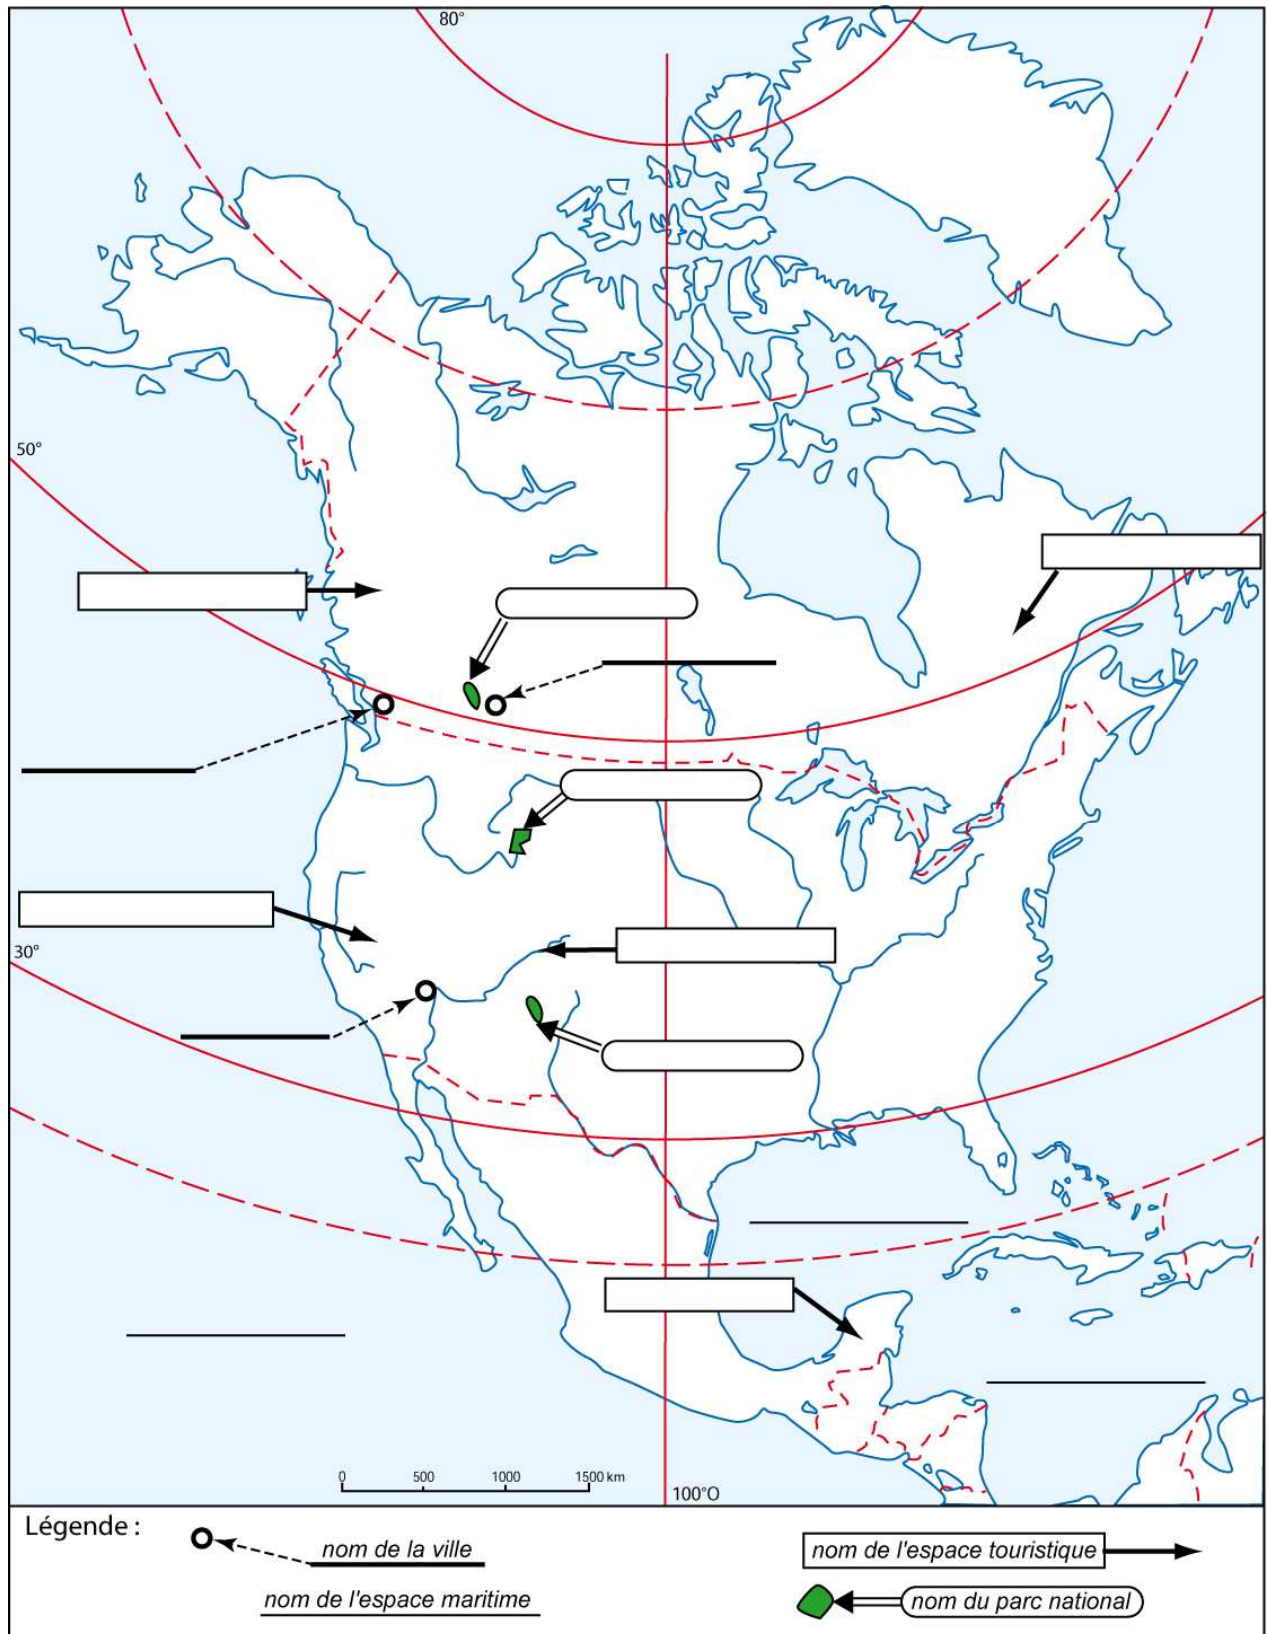 80°
50°
30°
0 500 1000 1500 km
100°O
Légende :
nom de la ville
nom de l'espace maritime
nom de l'espace touristique
nom du parc national